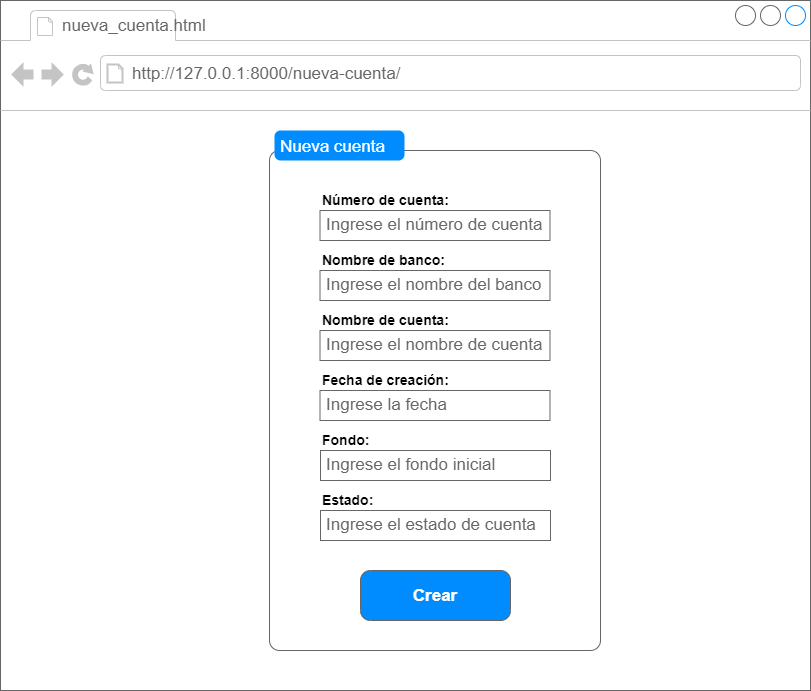 nueva_cuenta.html
http://127.0.0.1:8000/nueva-cuenta/
Nueva cuenta
Número de cuenta:
Ingrese el número de cuenta
Nombre de banco:
Ingrese el nombre del banco
Nombre de cuenta:
Ingrese el nombre de cuenta
Fecha de creación:
Ingrese la fecha
Fondo:
Ingrese el fondo inicial
Estado:
Ingrese el estado de cuenta
Crear